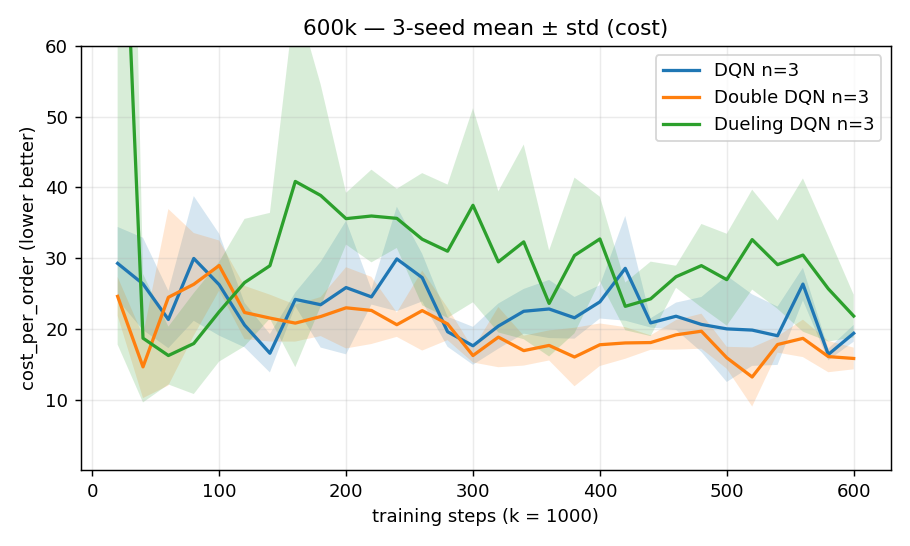 600k — 3-seed mean ± std (cost)
60
50
40
30
20
10
cost_per_order (lower better)
DQN n=3
Double DQN n=3
Dueling DQN n=3
0
100
200
300
400
500
600
training steps (k = 1000)